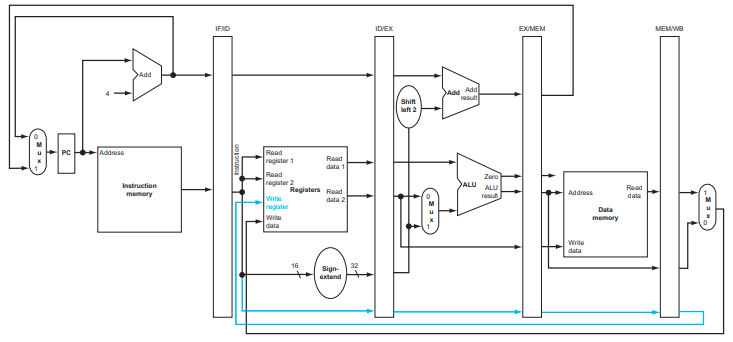 IF/ID
ID/EX
EX/MEM
MEM/WB
Add
4
0
M
u
x
1
PC
Address
Instruction
memory
Instruction
Read
register 1
Read
register 2
Registers
Write
register
Write
data
Read
data 1
Read
data 2
16
Sign-
extend
32
Shift
left 2
Add
Add
result
0
M
u
x
1
ALU
Zero
ALU
result
Address
Read
data
Data
memory
Write
data
1
M
u
x
0